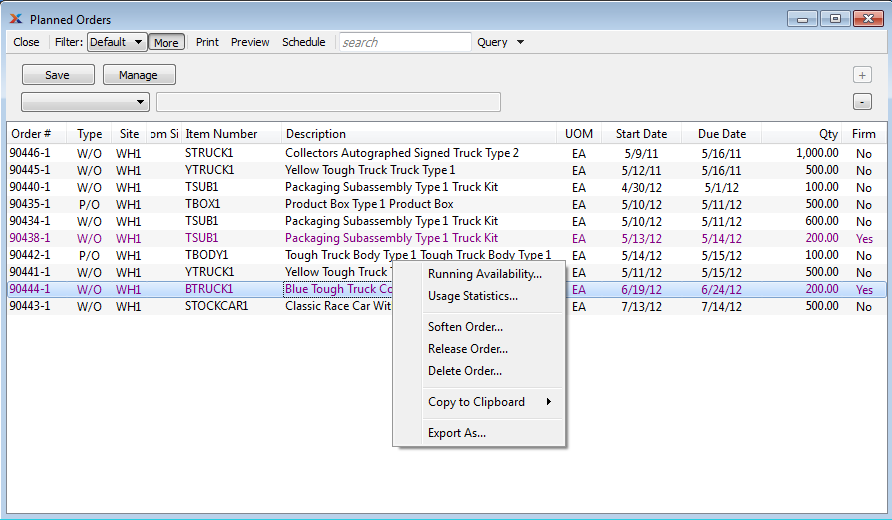 Planned Orders
Close Filter: Default More Print Preview Schedule search Query
Save Manage +
-
Order # Type Site om Si Item Number Description UOM Start Date Due Date Qty Firm
90446-1 W/O WH1 STRUCK1 Collectors Autographed Signed Truck Type 2 EA 5/9/11 5/16/11 1,000.00 No
90445-1 W/O WH1 YTRUCK1 Yellow Tough Truck Truck Type 1 EA 5/12/11 5/16/11 500.00 No
90440-1 W/O WH1 TSUB1 Packaging Subassembly Type 1 Truck Kit EA 4/30/12 5/1/12 100.00 No
90435-1 P/O WH1 TBOX1 Product Box Type 1 Product Box EA 5/10/12 5/11/12 500.00 No
90434-1 W/O WH1 TSUB1 Packaging Subassembly Type 1 Truck Kit EA 5/10/12 5/11/12 600.00 No
90438-1 W/O WH1 TSUB1 Packaging Subassembly Type 1 Truck Kit EA 5/13/12 5/14/12 200.00 Yes
90442-1 P/O WH1 TBODY1 Tough Truck Body Type 1 Tough Truck Body Type 1 EA 5/14/12 5/15/12 100.00 No
90441-1 W/O WH1 YTRUCK1 Yellow Tough Truck EA 5/11/12 5/15/12 500.00 No
90444-1 W/O WH1 BTRUCK1 Blue Tough Truck Co EA 6/19/12 6/24/12 200.00 Yes
90443-1 W/O WH1 STOCKCAR1 Classic Race Car Wit EA 7/13/12 7/14/12 500.00 No
Running Availability...
Usage Statistics...
Soften Order...
Release Order...
Delete Order...
Copy to Clipboard
Export As...